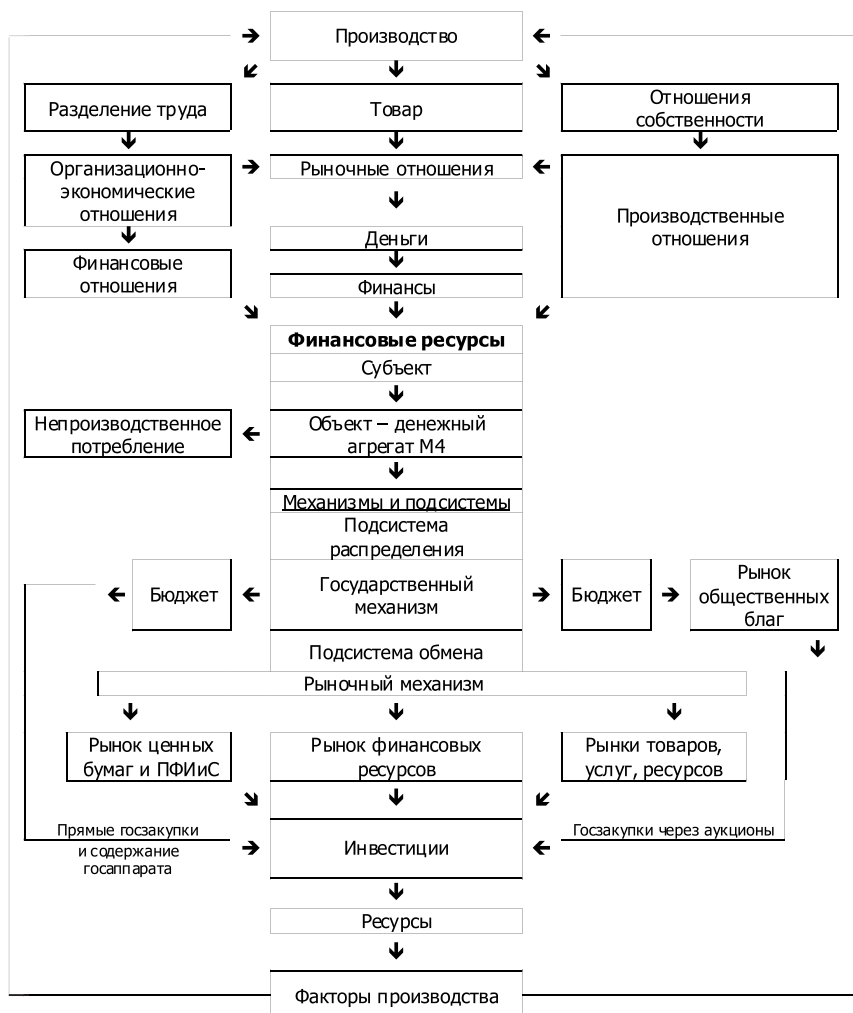 Производство
Разделение труда
Товар
Отношения
собственности
Организационно-
экономические
отношения
Рыночные отношения
Производственные
отношения
Деньги
Финансовые
отношения
Финансы
Финансовые ресурсы
Субъект
Непроизводственное
потребление
Объект – денежный
агрегат М4
Механизмы и подсистемы
Подсистема
распределения
Бюджет
Государственный
механизм
Бюджет
Рынок
общественных
благ
Подсистема обмена
Рыночный механизм
Рынок ценных
бумаг и ПФИиС
Рынок финансовых
ресурсов
Рынки товаров,
услуг, ресурсов
Прямые госзакупки
и содержание
госаппарата
Инвестиции
Госзакупки через аукционы
Ресурсы
Факторы производства